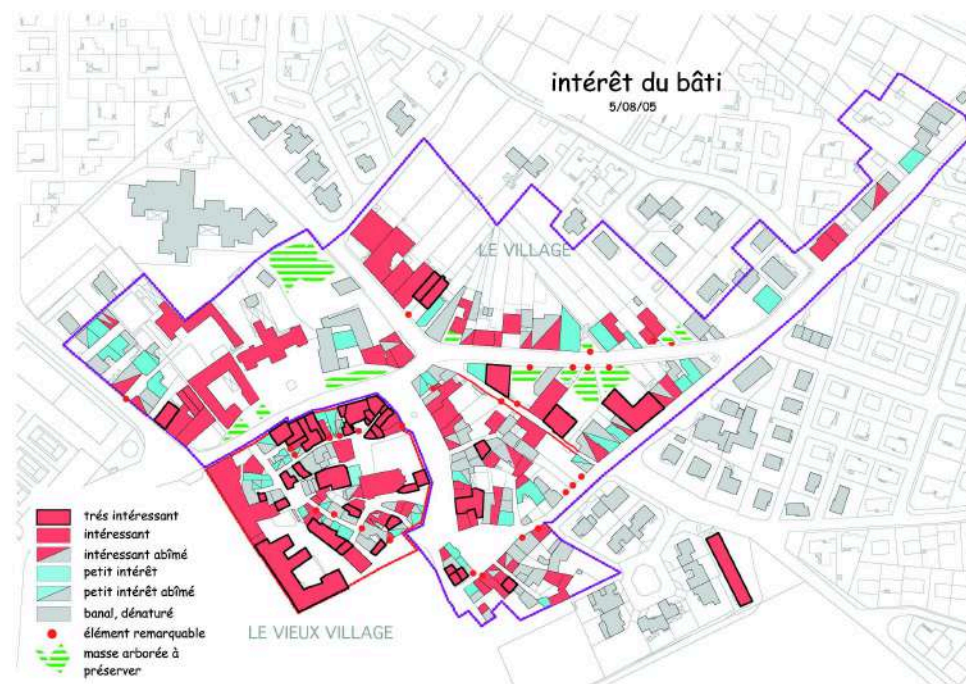 intérêt du bâti
5/08/05
LE VILLAGE
trés intéressant
intéressant
intéressant abîmé
petit intérêt
petit intérêt abîmé
banal, dénaturé
élément remarquable
masse arborée à
préserver
LE VIEUX VILLAGE